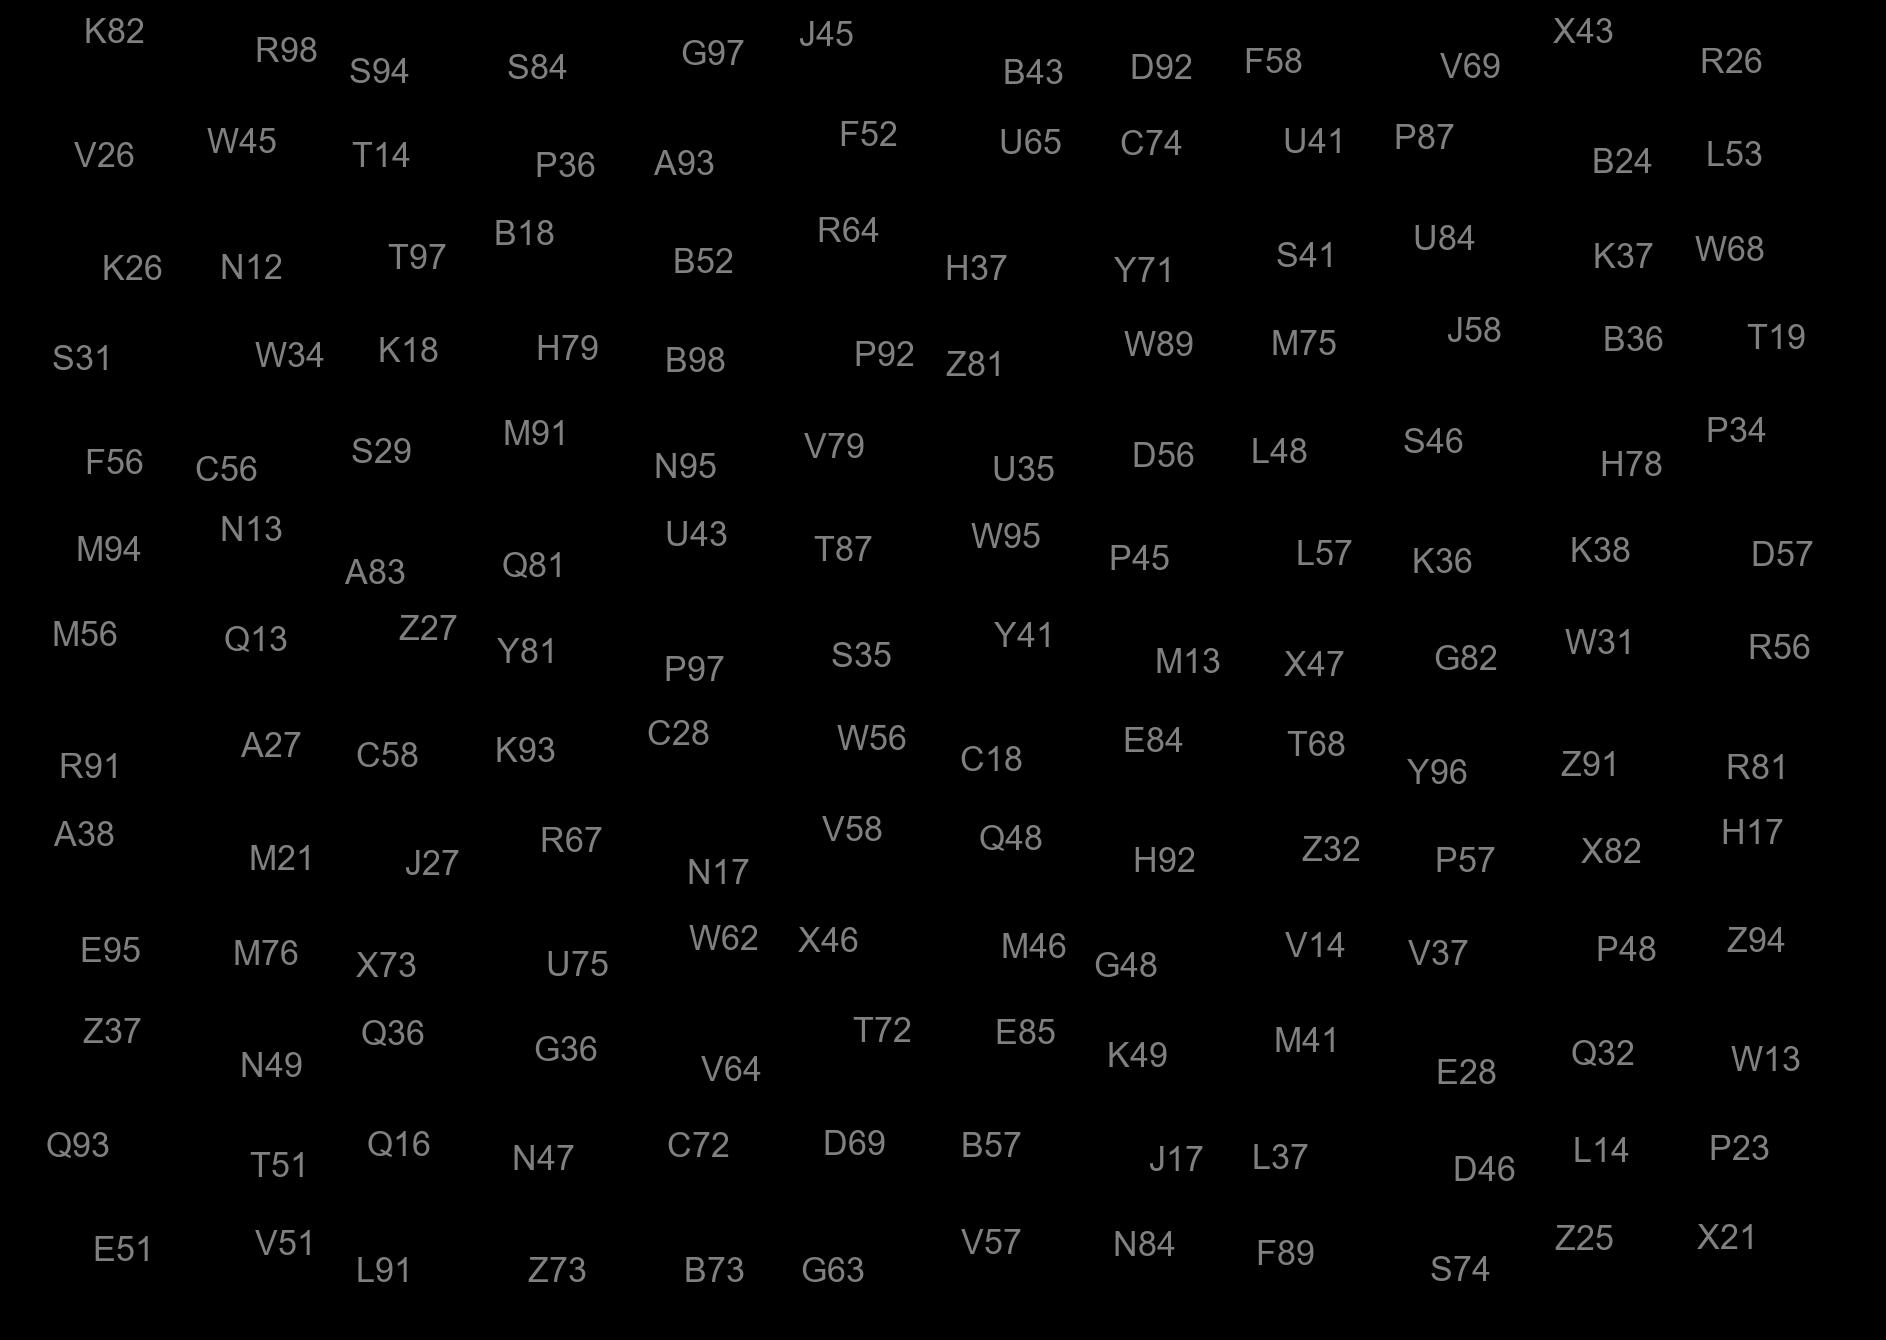 K82 R98 S94 S84 G97 J45 B43 D92 F58 V69 X43 R26
V26 W45 T14 P36 A93 F52 U65 C74 U41 P87 B24 L53
K26 N12 T97 B18 B52 R64 H37 Y71 S41 U84 K37 W68
S31 W34 K18 H79 B98 P92 Z81 W89 M75 J58 B36 T19
F56 C56 S29 M91 N95 V79 U35 D56 L48 S46 H78 P34
M94 N13 A83 Q81 U43 T87 W95 P45 L57 K36 K38 D57
M56 Q13 Z27 Y81 P97 S35 Y41 M13 X47 G82 W31 R56
R91 A27 C58 K93 C28 W56 C18 E84 T68 Y96 Z91 R81
A38 M21 J27 R67 N17 V58 Q48 H92 Z32 P57 X82 H17
E95 M76 X73 U75 W62 X46 M46 G48 V14 V37 P48 Z94
Z37 N49 Q36 G36 V64 T72 E85 K49 M41 E28 Q32 W13
Q93 T51 Q16 N47 C72 D69 B57 J17 L37 D46 L14 P23
E51 V51 L91 Z73 B73 G63 V57 N84 F89 S74 Z25 X21